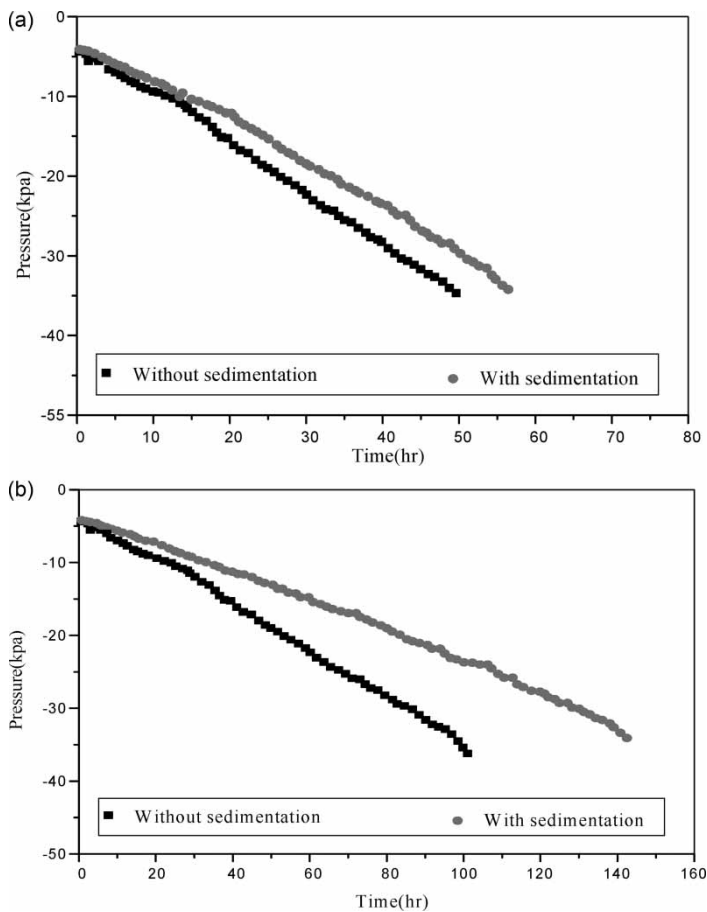 (a)
0
-10
-20
-30
-40
-55
Pressure(kpa)
Without sedimentation
With sedimentation
0 10 20 30 40 50 60 70 80
Time(hr)
(b)
0
-10
-20
-30
-40
-50
Pressure(kpa)
Without sedimentation
With sedimentation
0 20 40 60 80 100 120 140 160
Time(hr)